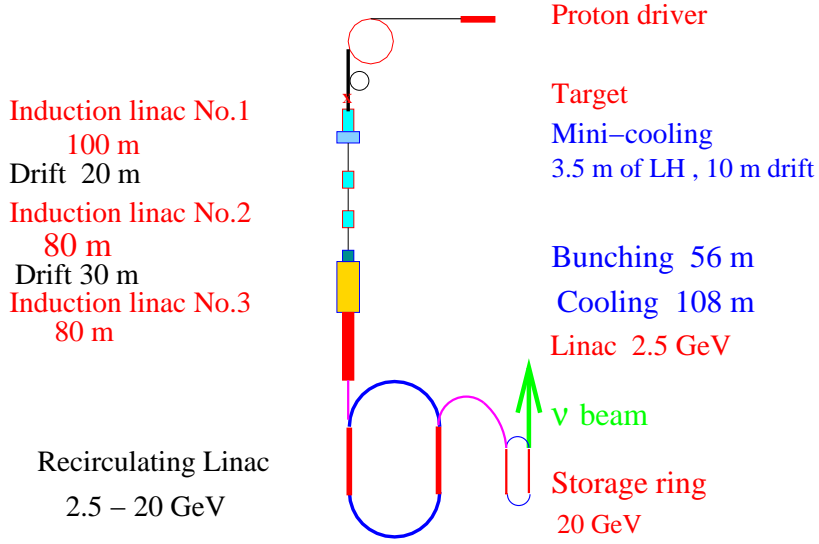 Proton driver
Induction linac No.1
100 m
Drift 20 m
Induction linac No.2
80 m
Drift 30 m
Induction linac No.3
80 m
x
Target
Mini−cooling
3.5 m of LH , 10 m drift
Bunching 56 m
Cooling 108 m
Linac 2.5 GeV
ν beam
Recirculating Linac
2.5 − 20 GeV
Storage ring
20 GeV